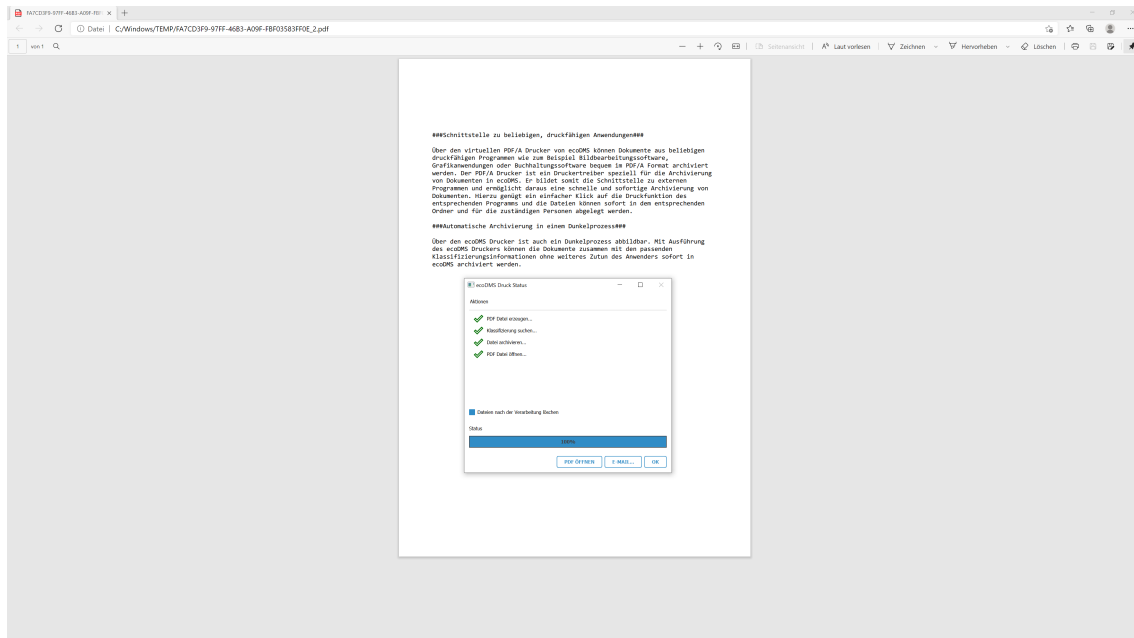 FA7CD3F9-97FF-46B3-A09F-FBF
Datei C:/Windows/TEMP/FA7CD3F9-97FF-46B3-A09F-FBF03583FF0E_2.pdf
1 von 1 Seitenansicht Laut vorlesen Zeichnen Hervorheben Löschen
###Schnittstelle zu beliebigen, druckfähigen Anwendungen###
Über den virtuellen PDF/A Drucker von ecoDMS können Dokumente aus beliebigen
druckfähigen Programmen wie zum Beispiel Bildbearbeitungssoftware,
Grafikanwendungen oder Buchhaltungssoftware bequem im PDF/A Format archiviert
werden. Der PDF/A Drucker ist ein Druckertreiber speziell für die Archivierung
von Dokumenten in ecoDMS. Er bildet somit die Schnittstelle zu externen
Programmen und ermöglicht daraus eine schnelle und sofortige Archivierung von
Dokumenten. Hierzu genügt ein einfacher Klick auf die Druckfunktion des
entsprechenden Programms und die Dateien können sofort in dem entsprechenden
Ordner und für die zuständigen Personen abgelegt werden.
###Automatische Archivierung in einem Dunkelprozess###
Über den ecoDMS Drucker ist auch ein Dunkelprozess abbildbar. Mit Ausführung
des ecoDMS Druckers können die Dokumente zusammen mit den passenden
Klassifizierungsinformationen ohne weiteres Zutun des Anwenders sofort in
ecoDMS archiviert werden.
ecoDMS Druck Status
Aktionen
PDF Datei erzeugen...
Klassifizierung suchen...
Datei archivieren...
PDF Datei öffnen...
Dateien nach der Verarbeitung löschen
Status
100%
PDF ÖFFNEN E-MAIL... OK